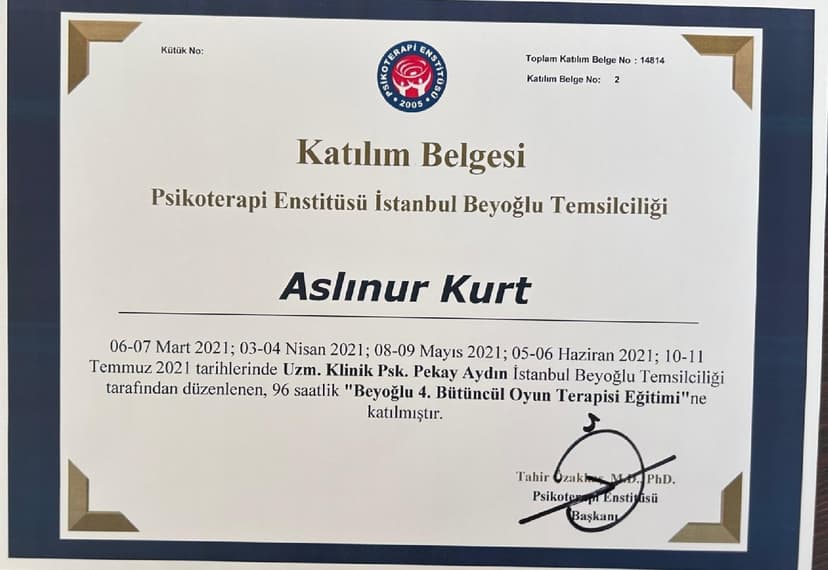 Kütük No:
PSİKOTERAPİ ENSTİTÜSÜ
2005
Toplam Katılım Belge No : 14814
Katılım Belge No: 2
Katılım Belgesi
Psikoterapi Enstitüsü İstanbul Beyoğlu Temsilciliği
Aslınur Kurt
06-07 Mart 2021; 03-04 Nisan 2021; 08-09 Mayıs 2021; 05-06 Haziran 2021; 10-11
Temmuz 2021 tarihlerinde Uzm. Klinik Psk. Pekay Aydın İstanbul Beyoğlu Temsilciliği
tarafından düzenlenen, 96 saatlik "Beyoğlu 4. Bütüncül Oyun Terapisi Eğitimi"ne
katılmıştır.
Tahir M.D., PhD.
Psikoterapi Enstitüsü
Başkanı